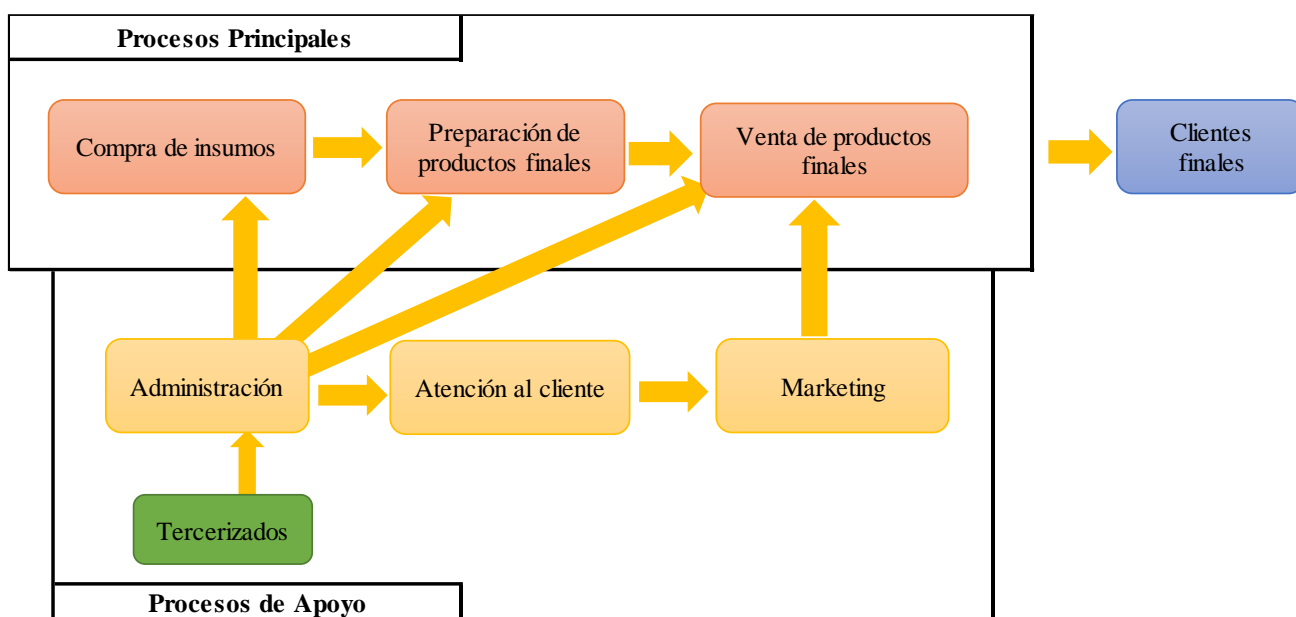 Procesos Principales
Compra de insumos
Preparación de
productos finales
Venta de productos
finales
Clientes
finales
Administración
Atención al cliente
Marketing
Tercerizados
Procesos de Apoyo